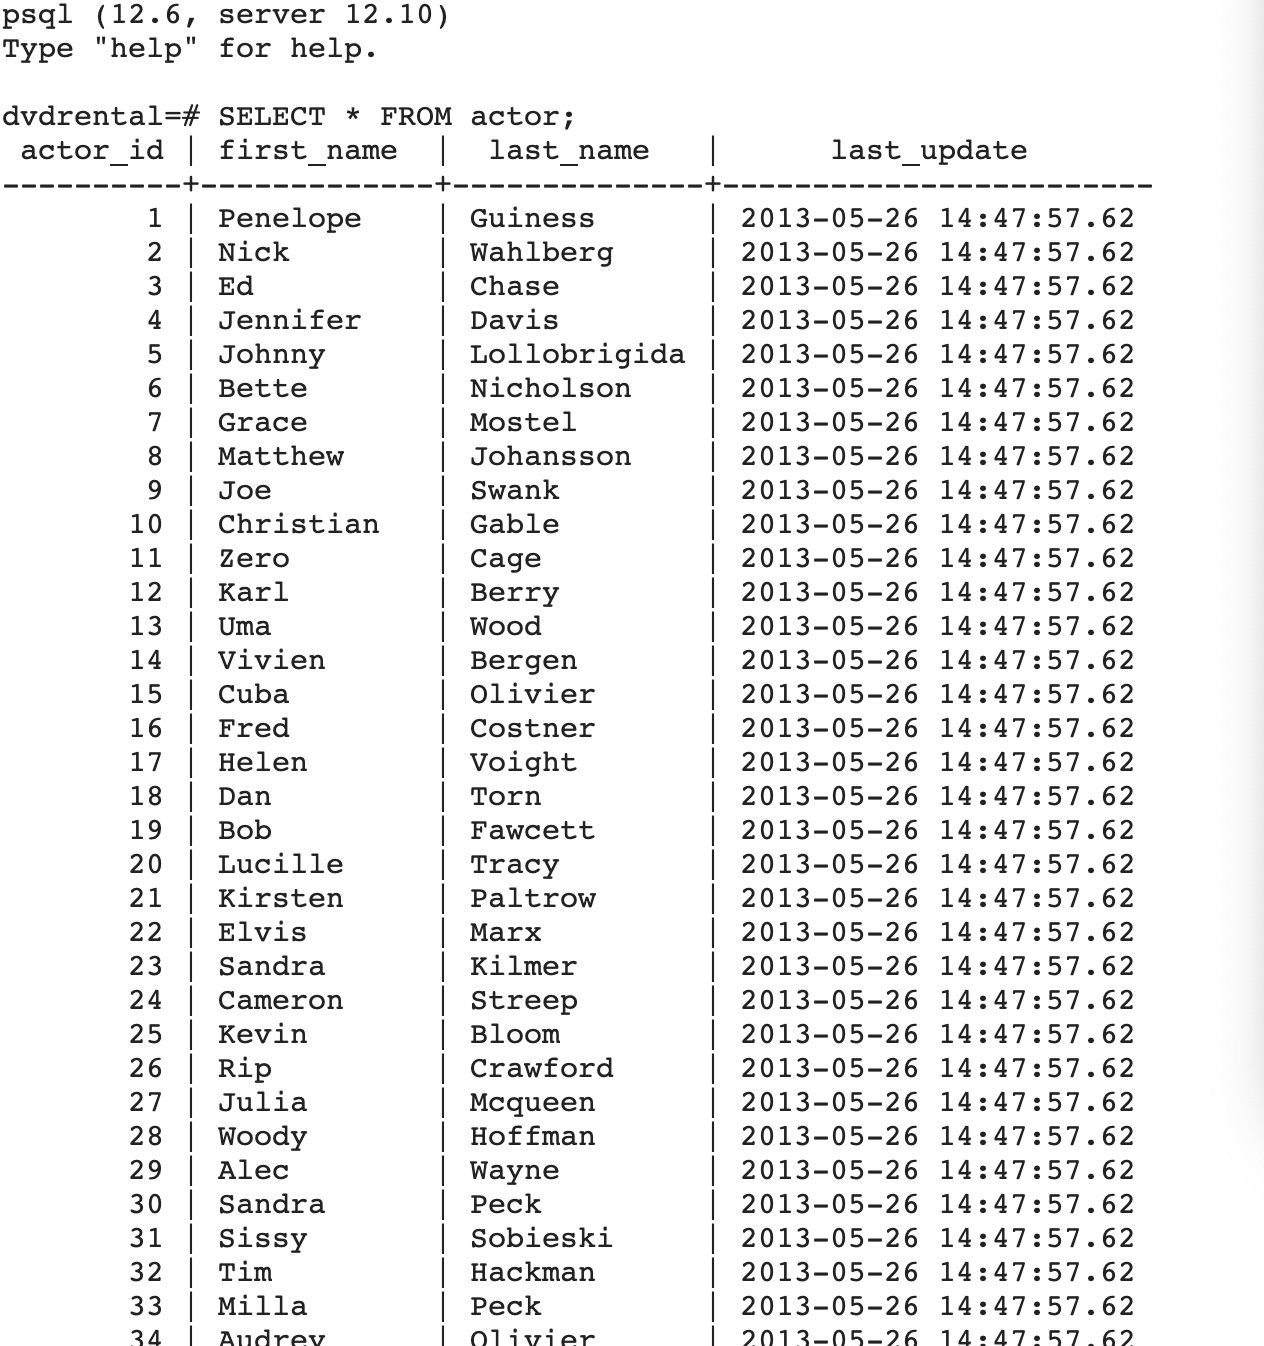 psql (12.6, server 12.10)
Type "help" for help.

dvdrental=# SELECT * FROM actor;
 actor_id | first_name  |  last_name   |      last_update
----------+-------------+--------------+------------------------
        1 | Penelope    | Guiness      | 2013-05-26 14:47:57.62
        2 | Nick        | Wahlberg     | 2013-05-26 14:47:57.62
        3 | Ed          | Chase        | 2013-05-26 14:47:57.62
        4 | Jennifer    | Davis        | 2013-05-26 14:47:57.62
        5 | Johnny      | Lollobrigida | 2013-05-26 14:47:57.62
        6 | Bette       | Nicholson    | 2013-05-26 14:47:57.62
        7 | Grace       | Mostel       | 2013-05-26 14:47:57.62
        8 | Matthew     | Johansson    | 2013-05-26 14:47:57.62
        9 | Joe         | Swank        | 2013-05-26 14:47:57.62
       10 | Christian   | Gable        | 2013-05-26 14:47:57.62
       11 | Zero        | Cage         | 2013-05-26 14:47:57.62
       12 | Karl        | Berry        | 2013-05-26 14:47:57.62
       13 | Uma         | Wood         | 2013-05-26 14:47:57.62
       14 | Vivien      | Bergen       | 2013-05-26 14:47:57.62
       15 | Cuba        | Olivier      | 2013-05-26 14:47:57.62
       16 | Fred        | Costner      | 2013-05-26 14:47:57.62
       17 | Helen       | Voight       | 2013-05-26 14:47:57.62
       18 | Dan         | Torn         | 2013-05-26 14:47:57.62
       19 | Bob         | Fawcett      | 2013-05-26 14:47:57.62
       20 | Lucille     | Tracy        | 2013-05-26 14:47:57.62
       21 | Kirsten     | Paltrow      | 2013-05-26 14:47:57.62
       22 | Elvis       | Marx         | 2013-05-26 14:47:57.62
       23 | Sandra      | Kilmer       | 2013-05-26 14:47:57.62
       24 | Cameron     | Streep       | 2013-05-26 14:47:57.62
       25 | Kevin       | Bloom        | 2013-05-26 14:47:57.62
       26 | Rip         | Crawford     | 2013-05-26 14:47:57.62
       27 | Julia       | Mcqueen      | 2013-05-26 14:47:57.62
       28 | Woody       | Hoffman      | 2013-05-26 14:47:57.62
       29 | Alec        | Wayne        | 2013-05-26 14:47:57.62
       30 | Sandra      | Peck         | 2013-05-26 14:47:57.62
       31 | Sissy       | Sobieski     | 2013-05-26 14:47:57.62
       32 | Tim         | Hackman      | 2013-05-26 14:47:57.62
       33 | Milla       | Peck         | 2013-05-26 14:47:57.62
       34 | Audrey      | Olivier      | 2013-05-26 14:47:57.62